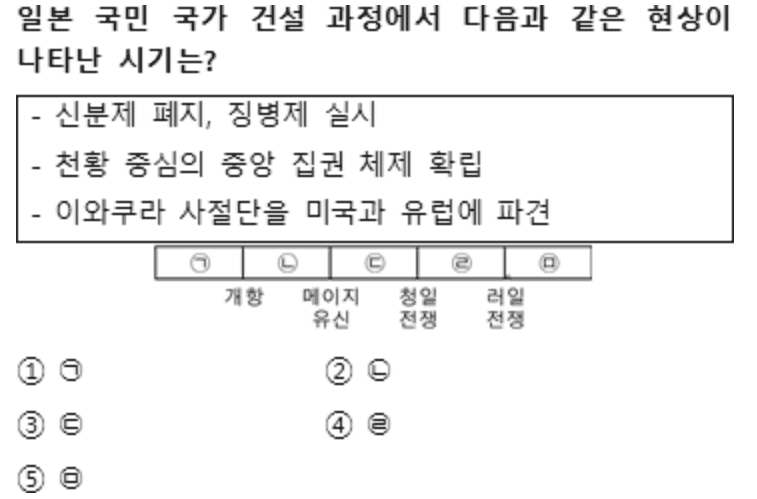 일본 국민 국가 건설 과정에서 다음과 같은 현상이
나타난 시기는?
- 신분제 폐지, 징병제 실시
- 천황 중심의 중앙 집권 체제 확립
- 이와쿠라 사절단을 미국과 유럽에 파견
㉠ ㉡ ㉢ ㉣ ㉤
개항 메이지 청일 러일
유신 전쟁 전쟁
① ㉠ ② ㉡
③ ㉢ ④ ㉣
⑤ ㉤